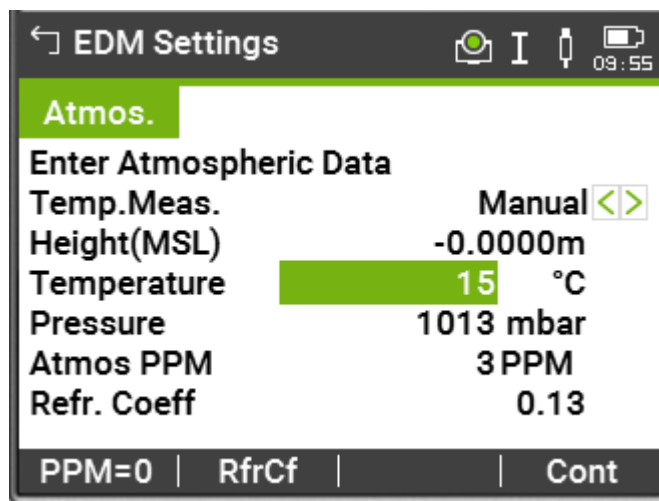 EDM Settings
I
09:55
Atmos.
Enter Atmospheric Data
Temp.Meas. Manual
Height(MSL) -0.0000m
Temperature 15 °C
Pressure 1013 mbar
Atmos PPM 3 PPM
Refr. Coeff 0.13
PPM=0 | RfrCf | | Cont